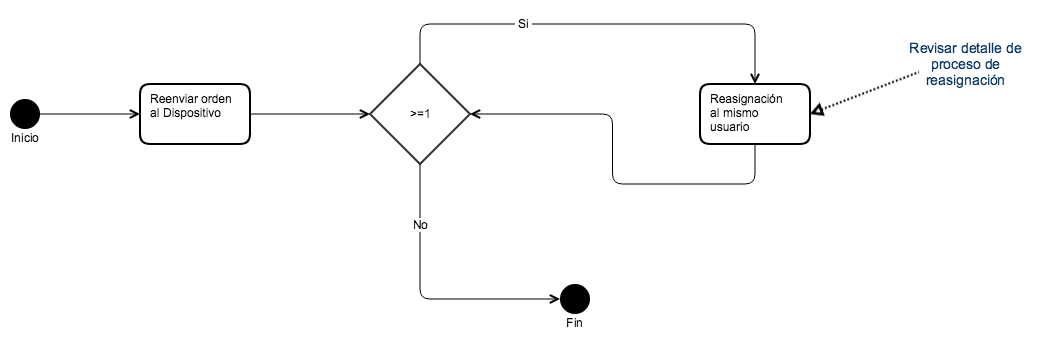 Si
Revisar detalle de
proceso de
reasignación
Reenviar orden
al Dispositivo
>=1
Reasignación
al mismo
usuario
Inicio
No
Fin